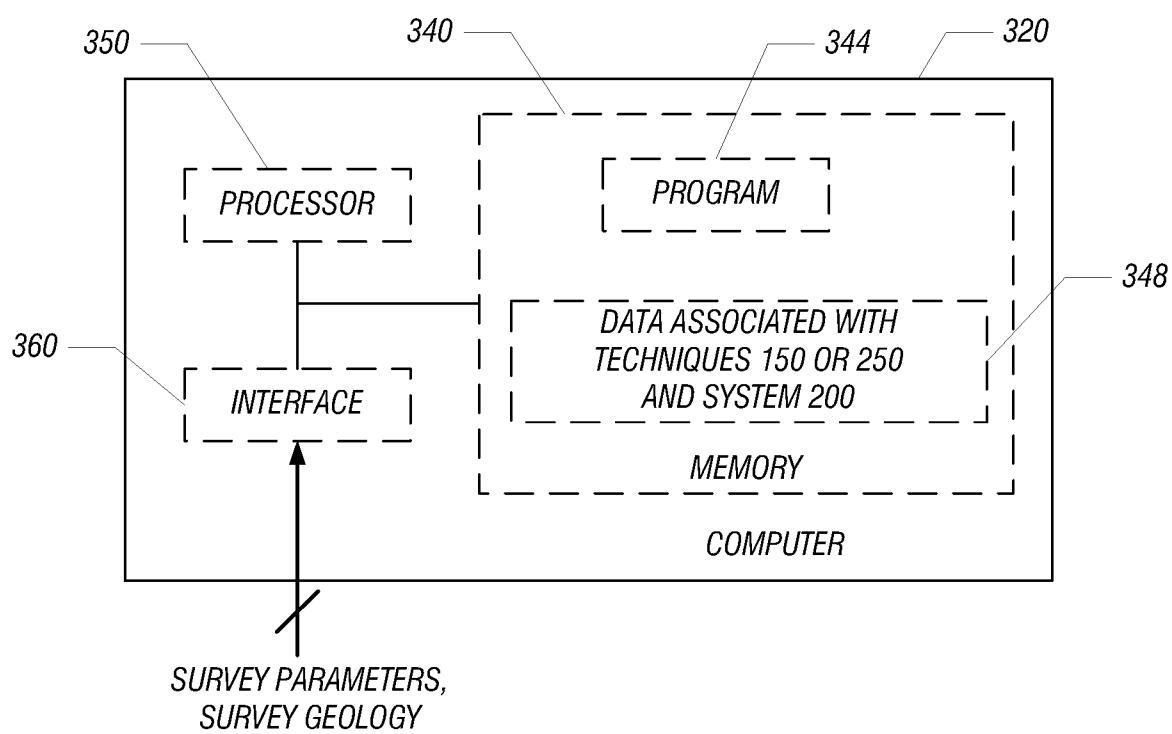 350
340
344
320
PROCESSOR
PROGRAM
348
DATA ASSOCIATED WITH
TECHNIQUES 150 OR 250
AND SYSTEM 200
360
INTERFACE
MEMORY
COMPUTER
SURVEY PARAMETERS,
SURVEY GEOLOGY